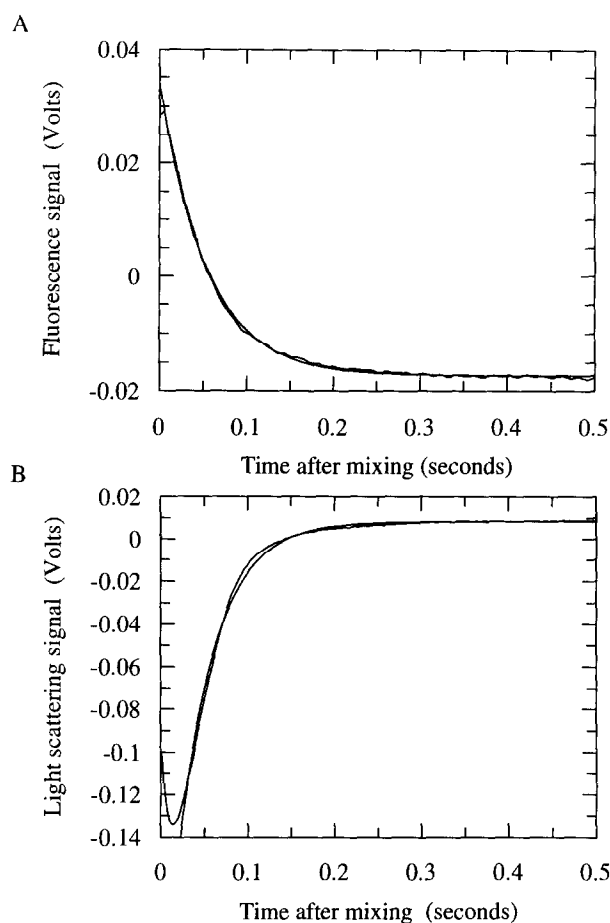 A
0.04
0.02
0
-0.02
Fluorescence signal (Volts)
0 0.1 0.2 0.3 0.4 0.5
Time after mixing (seconds)
B
0.02
0
-0.02
-0.04
-0.06
-0.08
-0.1
-0.12
-0.14
Light scattering signal (Volts)
0 0.1 0.2 0.3 0.4 0.5
Time after mixing (seconds)